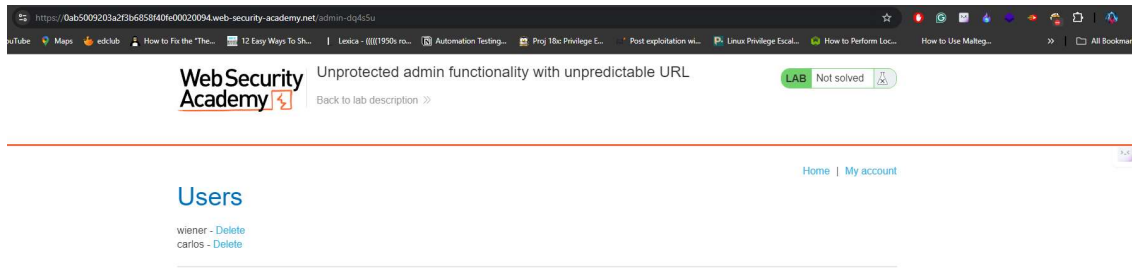 https://0ab5009203a2f3b6858f40fe00020094.web-security-academy.net/admin-dq4s5u
ouTube Maps edclub How to Fix the "The... 12 Easy Ways To Sh... Lexica - (((((1950s ro... Automation Testing... Proj 18x: Privilege E... Post exploitation wi... Linux Privilege Escal... How to Perform Loc... How to Use Malteg... » All Bookmar
Web Security Academy
Unprotected admin functionality with unpredictable URL
Back to lab description
LAB Not solved
Home | My account
Users
wiener - Delete
carlos - Delete